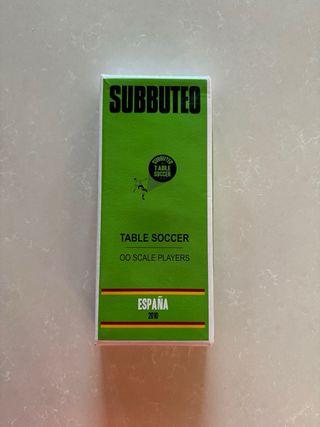 SUBBUTEO
SUBBUTEO
TABLE
SOCCER
TABLE SOCCER
OO SCALE PLAYERS
ESPAÑA
2010